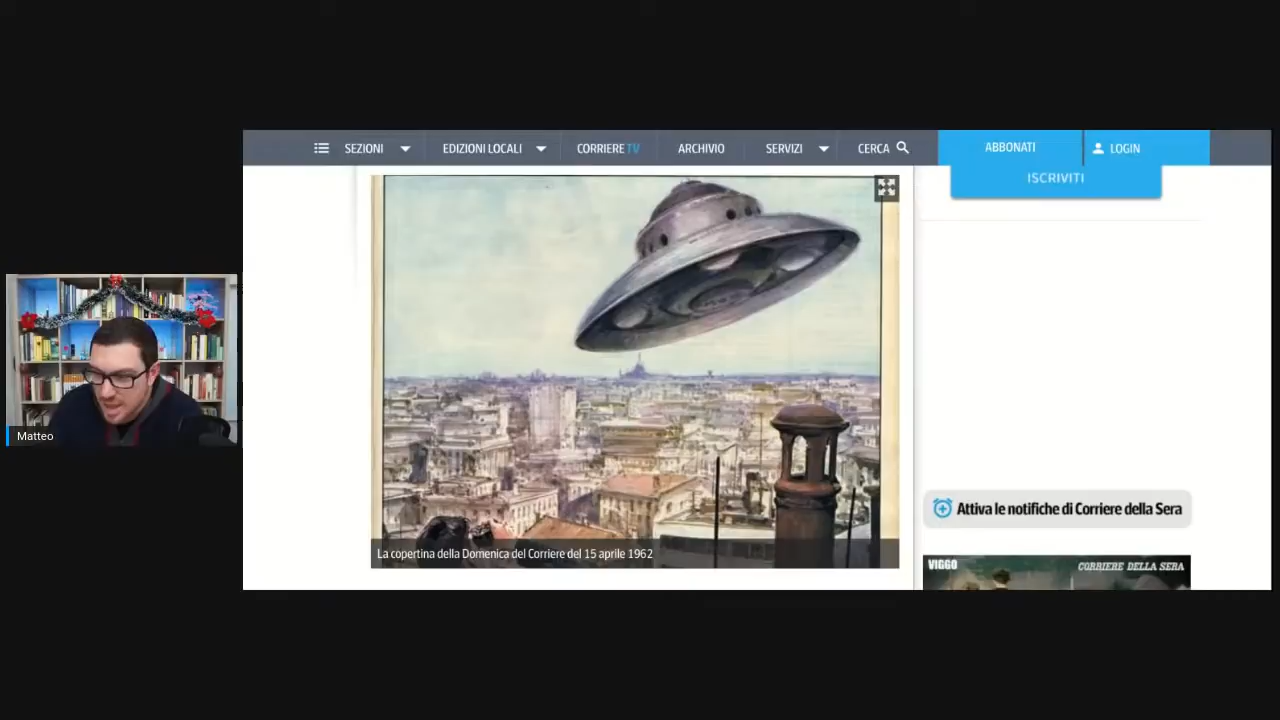 SEZIONI
EDIZIONI LOCALI
CORRIERE TV
ARCHIVIO
SERVIZI
CERCA
ABBONATI
LOGIN
ISCRIVITI
Matteo
Attiva le notifiche di Corriere della Sera
La copertina della Domenica del Corriere del 15 aprile 1962
VIGGO
CORRIERE DELLA SERA